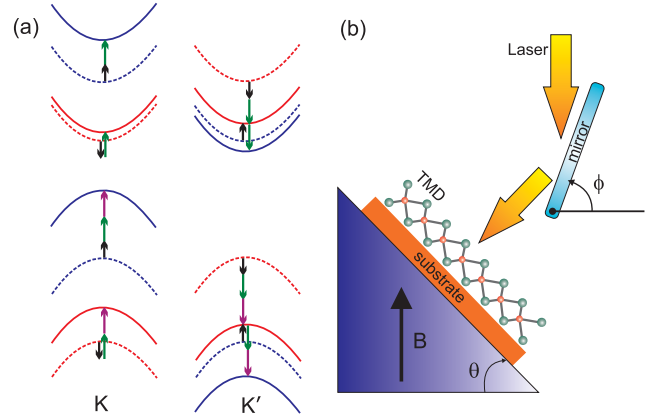 (a)
K
K′
(b)
Laser
mirror
ϕ
TMD
substrate
B
θ